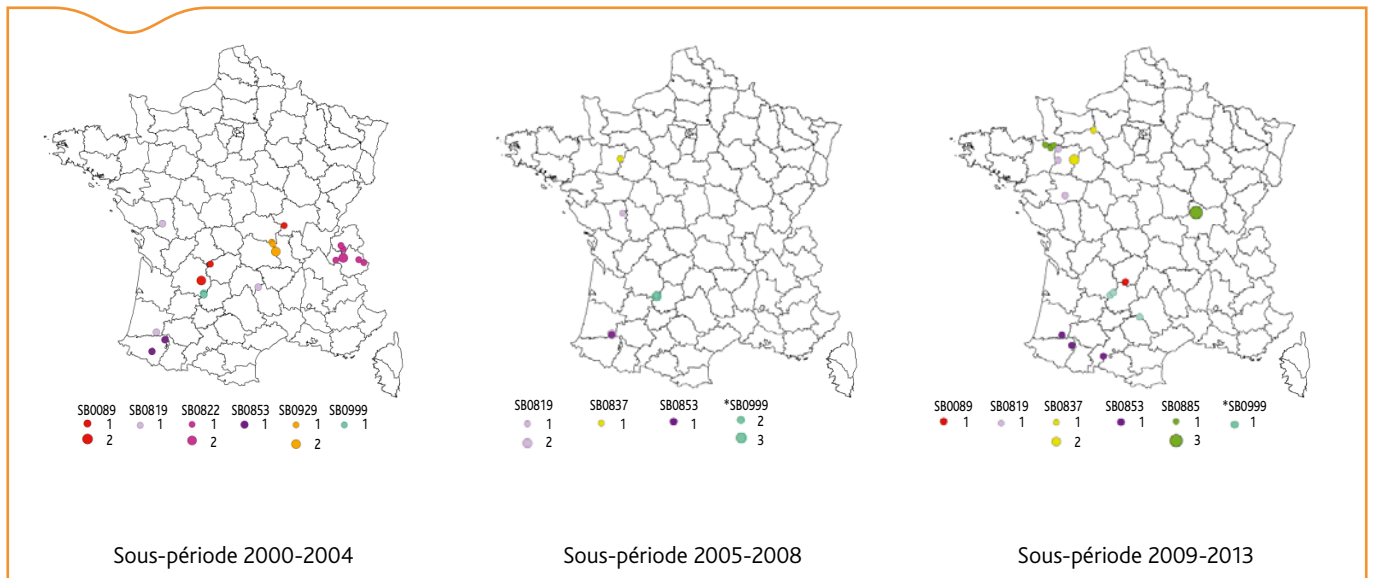 SB0089 SB0819 SB0822 SB0853 SB0929 SB0999
1 1 1 1 1 1
2 2 2
SB0819 SB0837 SB0853 *SB0999
1 1 1 2
2 3
SB0089 SB0819 SB0837 SB0853 SB0885 *SB0999
1 1 1 1 1 1
2 3
Sous-période 2000-2004
Sous-période 2005-2008
Sous-période 2009-2013